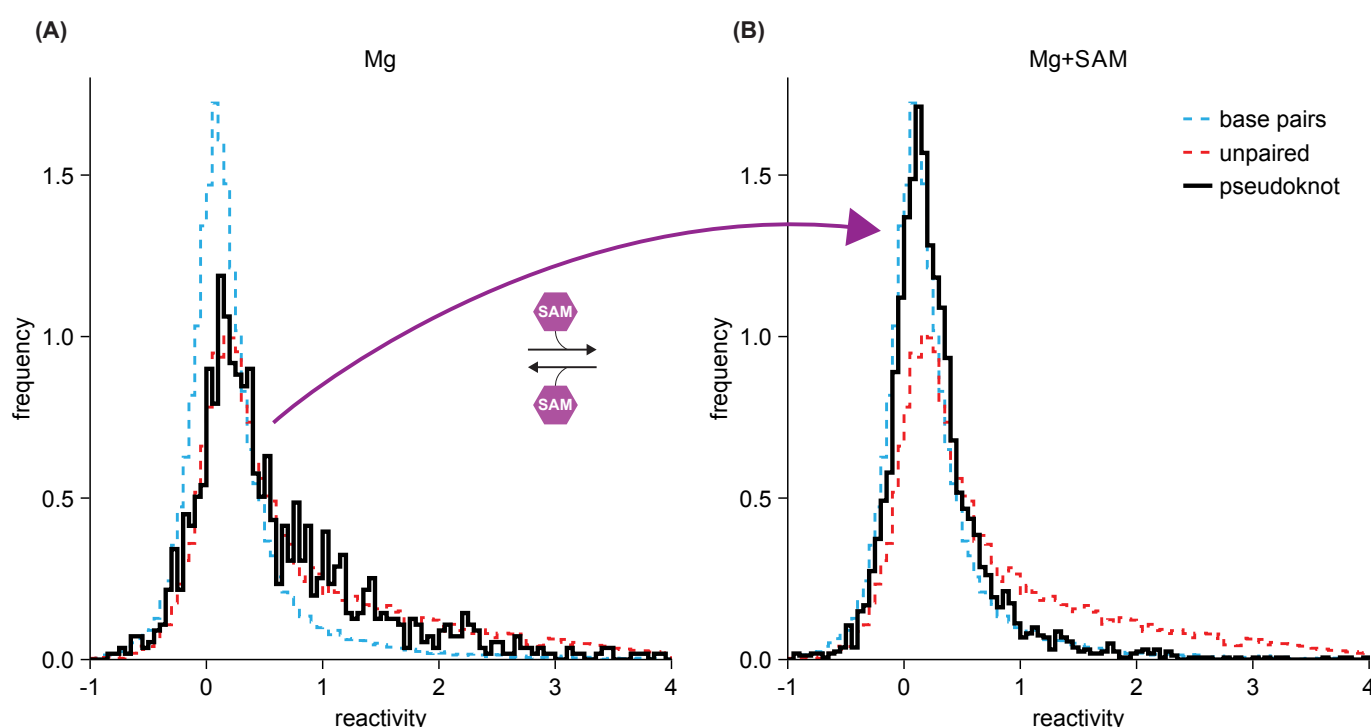 (A)
Mg
frequency
1.5
1.0
0.5
0.0
-1 0 1 2 3 4
reactivity
SAM
SAM
(B)
Mg+SAM
base pairs
unpaired
pseudoknot
frequency
1.5
1.0
0.5
0.0
-1 0 1 2 3 4
reactivity